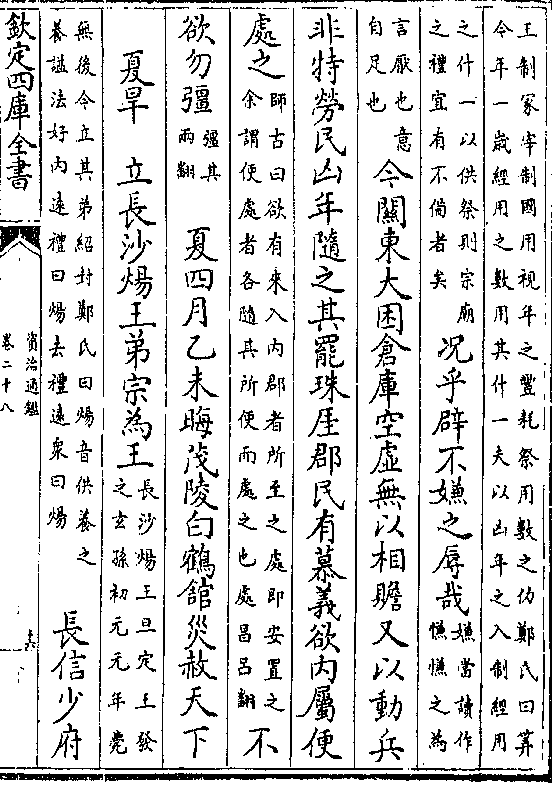 王制冢宰制國用視年之豐耗祭用數之仂鄭氏曰筭
今年一歲經用之數用其什一夫以凶年之入制經用
之什一以供祭則宗廟
之禮宜有不備者矣
况乎辟不嫌之辱哉
嫌當讀作
慊慊之為
言厭也意
自足也
今關東大困倉庫空虛無以相贍又以動兵
非特勞民凶年隨之其罷珠厓郡民有慕義欲内屬便
處之
師古曰欲有來入内郡者所至之處即安置之
余謂便處者各隨其所便而處之也處昌呂翻
不
欲勿彊
彊其
兩翻
夏四月乙未晦茂陵白鶴館災赦天下
夏旱　立長沙煬王弟宗為王
長沙煬王旦定王發
之玄孫初元元年薨
無後今立其弟紹封鄭氏曰煬音供養之
養諡法好内遠禮曰煬去禮遠衆曰煬
長信少府
欽定四庫全書
資治通鑑
卷二十八